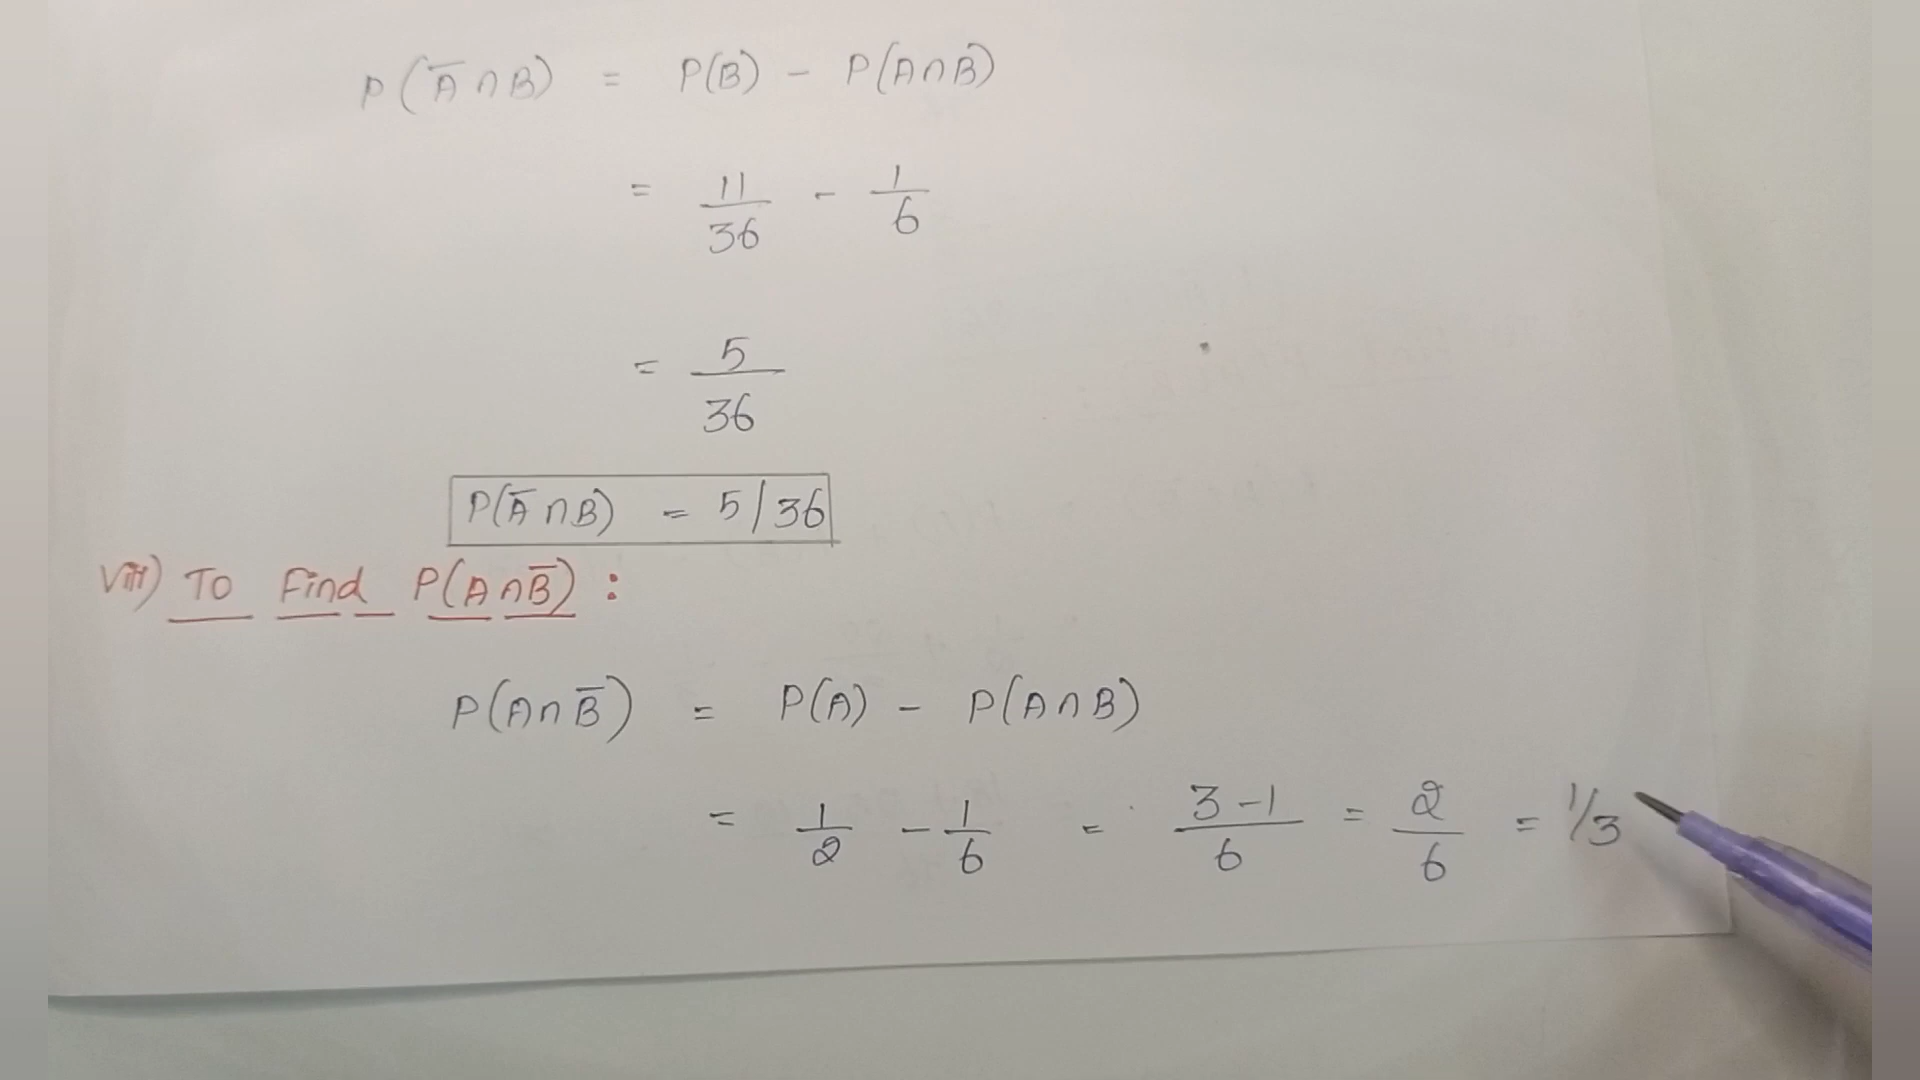 P(A̅∩B) = P(B) - P(A∩B)
= 11/36 - 1/6
= 5/36
P(A̅∩B) = 5/36
viii) To Find P(A∩B̅) :
P(A∩B̅) = P(A) - P(A∩B)
= 1/2 - 1/6 = 3-1/6 = 2/6 = 1/3